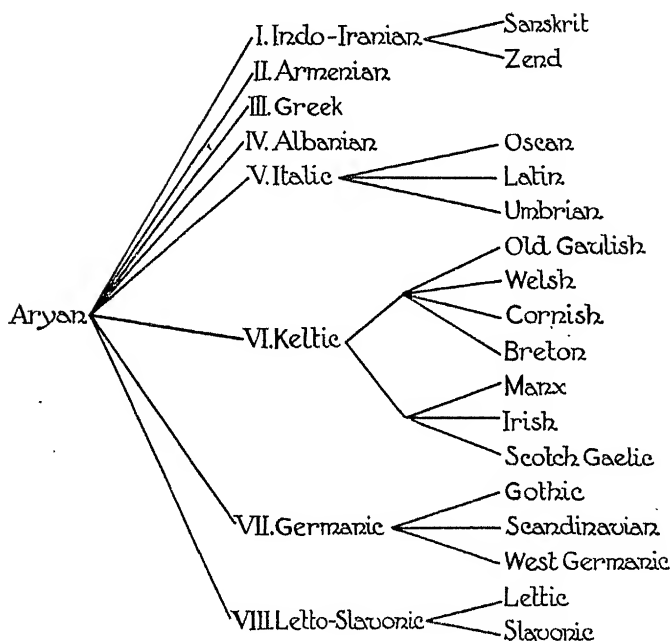 I. Indo-Iranian
Sanskrit
Zend
II. Armenian
III. Greek
IV. Albanian
V. Italic
Oscan
Latin
Umbrian
Aryan
VI. Keltic
Old Gaulish
Welsh
Cornish
Breton
Manx
Irish
Scotch Gaelic
VII. Germanic
Gothic
Scandinavian
West Germanic
VIII. Letto-Slavonic
Lettic
Slavonic